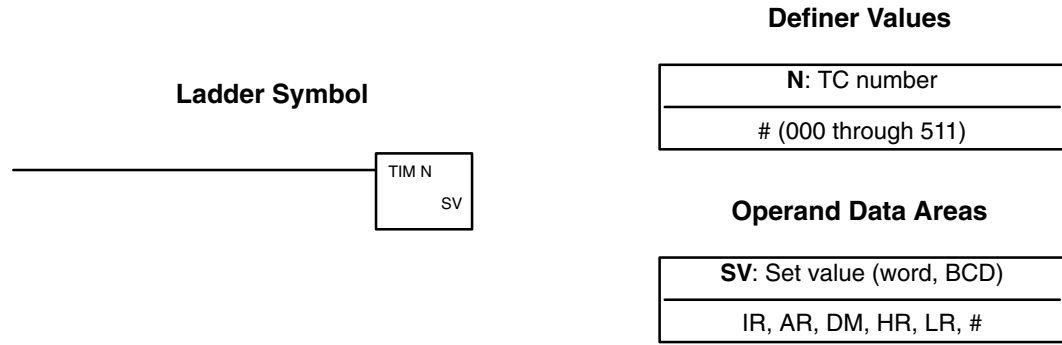 Ladder Symbol
TIM N
SV
Definer Values
N: TC number
# (000 through 511)
Operand Data Areas
SV: Set value (word, BCD)
IR, AR, DM, HR, LR, #